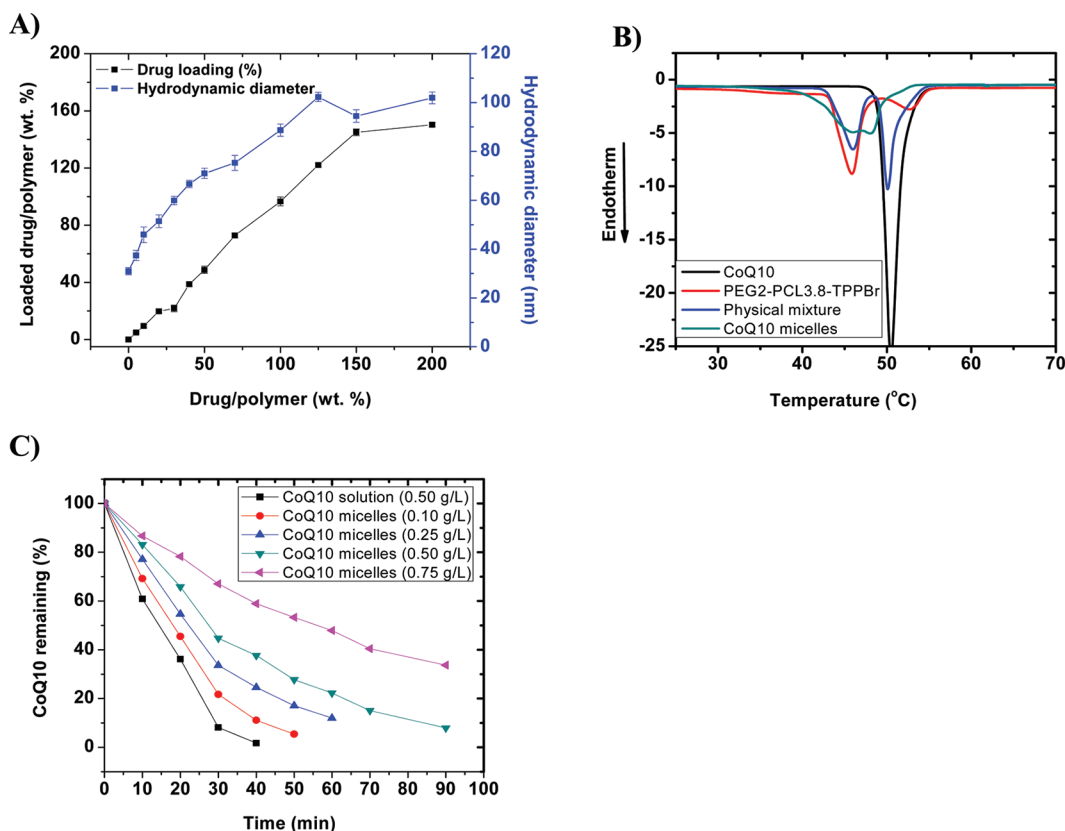 A)
200
160
120
80
40
0
Loaded drug/polymer (wt. %)
Drug loading (%)
Hydrodynamic diameter
120
100
80
60
40
20
0
Hydrodynamic diameter (nm)
0
50
100
150
200
Drug/polymer (wt. %)
B)
0
-5
-10
-15
-20
-25
Endotherm
CoQ10
PEG2-PCL3.8-TPPBr
Physical mixture
CoQ10 micelles
30
40
50
60
70
Temperature (°C)
C)
100
80
60
40
20
0
CoQ10 remaining (%)
CoQ10 solution (0.50 g/L)
CoQ10 micelles (0.10 g/L)
CoQ10 micelles (0.25 g/L)
CoQ10 micelles (0.50 g/L)
CoQ10 micelles (0.75 g/L)
0
10
20
30
40
50
60
70
80
90
100
Time (min)